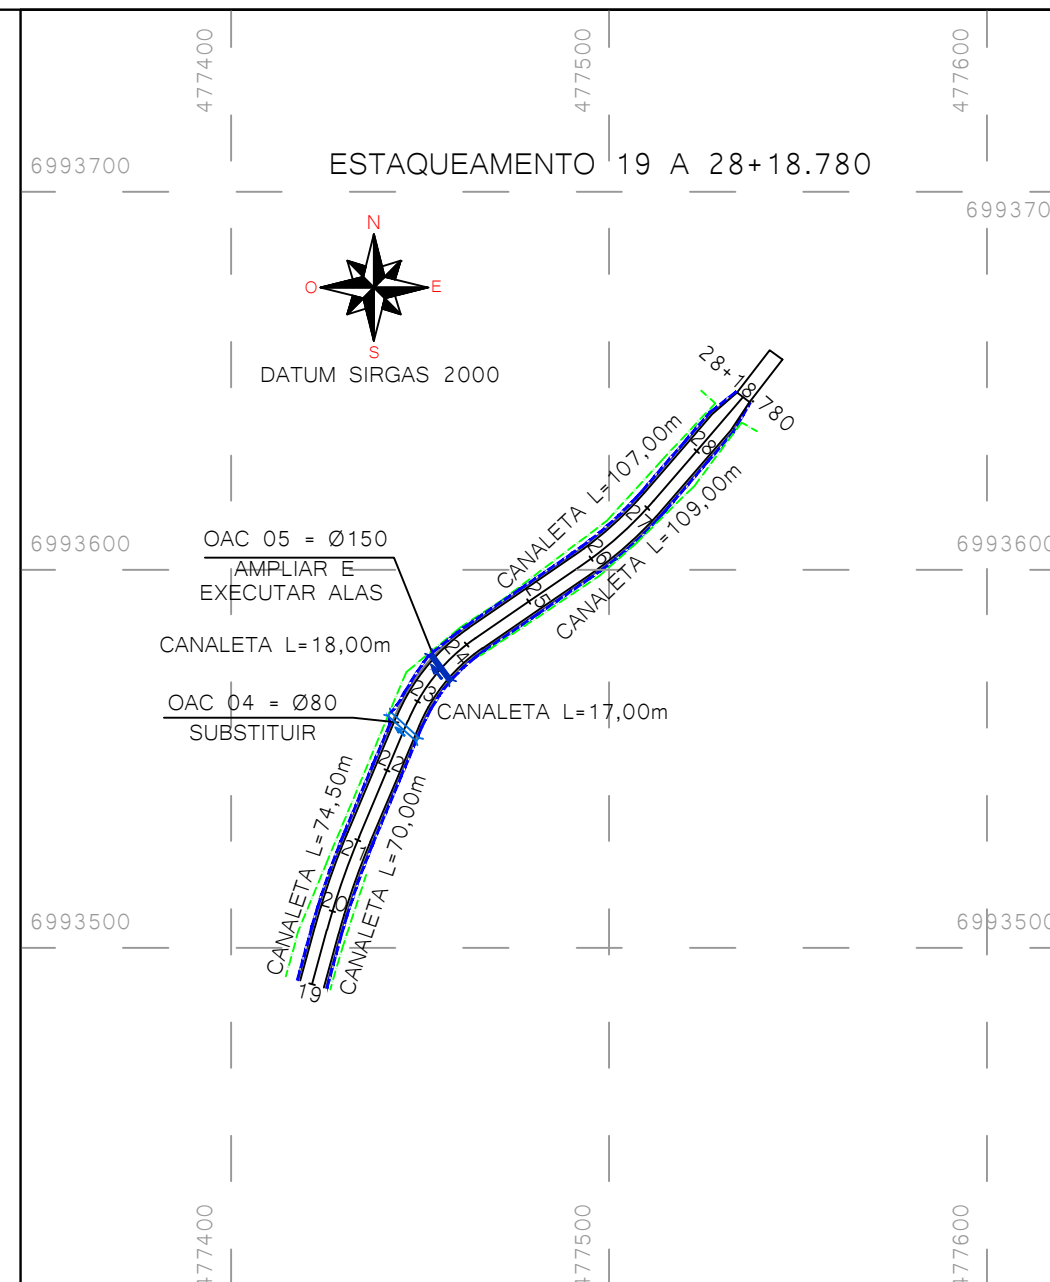 477400
477500
477600
6993700
ESTAQUEAMENTO 19 A 28+18.780
699370
N
O
E
S
DATUM SIRGAS 2000
28+18.780
28
CANALETA L=107,00m
CANALETA L=109,00m
27
26
25
24
23
22
21
20
19
OAC 05 = Ø150
AMPLIAR E
EXECUTAR ALAS
6993600
6993600
CANALETA L=18,00m
OAC 04 = Ø80
SUBSTITUIR
CANALETA L=17,00m
CANALETA L=74,50m
CANALETA L=70,00m
6993500
6993500
477400
477500
477600